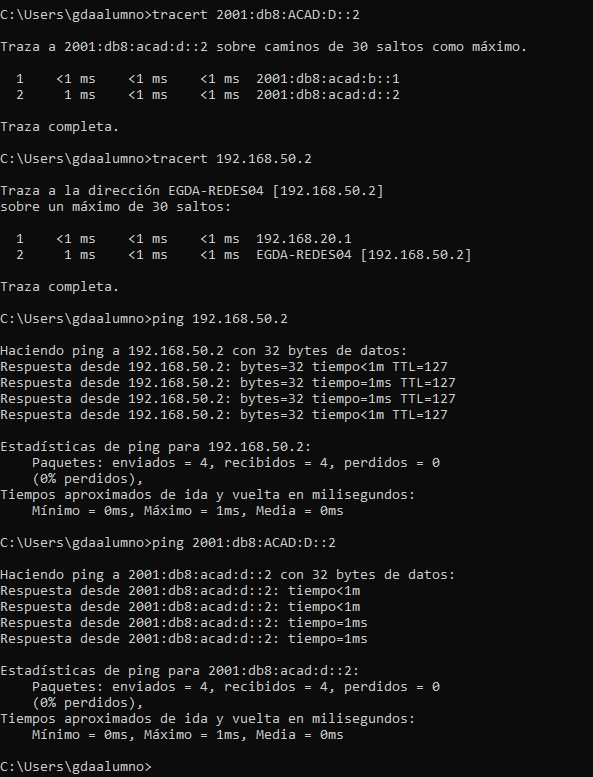 C:\Users\gdaalumno>tracert 2001:db8:ACAD:D::2
Traza a 2001:db8:acad:d::2 sobre caminos de 30 saltos como máximo.
1 <1 ms <1 ms <1 ms 2001:db8:acad:b::1
2 1 ms <1 ms <1 ms 2001:db8:acad:d::2
Traza completa.
C:\Users\gdaalumno>tracert 192.168.50.2
Traza a la dirección EGDA-REDES04 [192.168.50.2]
sobre un máximo de 30 saltos:
1 <1 ms <1 ms <1 ms 192.168.20.1
2 1 ms <1 ms <1 ms EGDA-REDES04 [192.168.50.2]
Traza completa.
C:\Users\gdaalumno>ping 192.168.50.2
Haciendo ping a 192.168.50.2 con 32 bytes de datos:
Respuesta desde 192.168.50.2: bytes=32 tiempo<1m TTL=127
Respuesta desde 192.168.50.2: bytes=32 tiempo=1ms TTL=127
Respuesta desde 192.168.50.2: bytes=32 tiempo=1ms TTL=127
Respuesta desde 192.168.50.2: bytes=32 tiempo<1m TTL=127
Estadísticas de ping para 192.168.50.2:
Paquetes: enviados = 4, recibidos = 4, perdidos = 0
(0% perdidos),
Tiempos aproximados de ida y vuelta en milisegundos:
Mínimo = 0ms, Máximo = 1ms, Media = 0ms
C:\Users\gdaalumno>ping 2001:db8:ACAD:D::2
Haciendo ping a 2001:db8:acad:d::2 con 32 bytes de datos:
Respuesta desde 2001:db8:acad:d::2: tiempo<1m
Respuesta desde 2001:db8:acad:d::2: tiempo<1m
Respuesta desde 2001:db8:acad:d::2: tiempo=1ms
Respuesta desde 2001:db8:acad:d::2: tiempo=1ms
Estadísticas de ping para 2001:db8:acad:d::2:
Paquetes: enviados = 4, recibidos = 4, perdidos = 0
(0% perdidos),
Tiempos aproximados de ida y vuelta en milisegundos:
Mínimo = 0ms, Máximo = 1ms, Media = 0ms
C:\Users\gdaalumno>